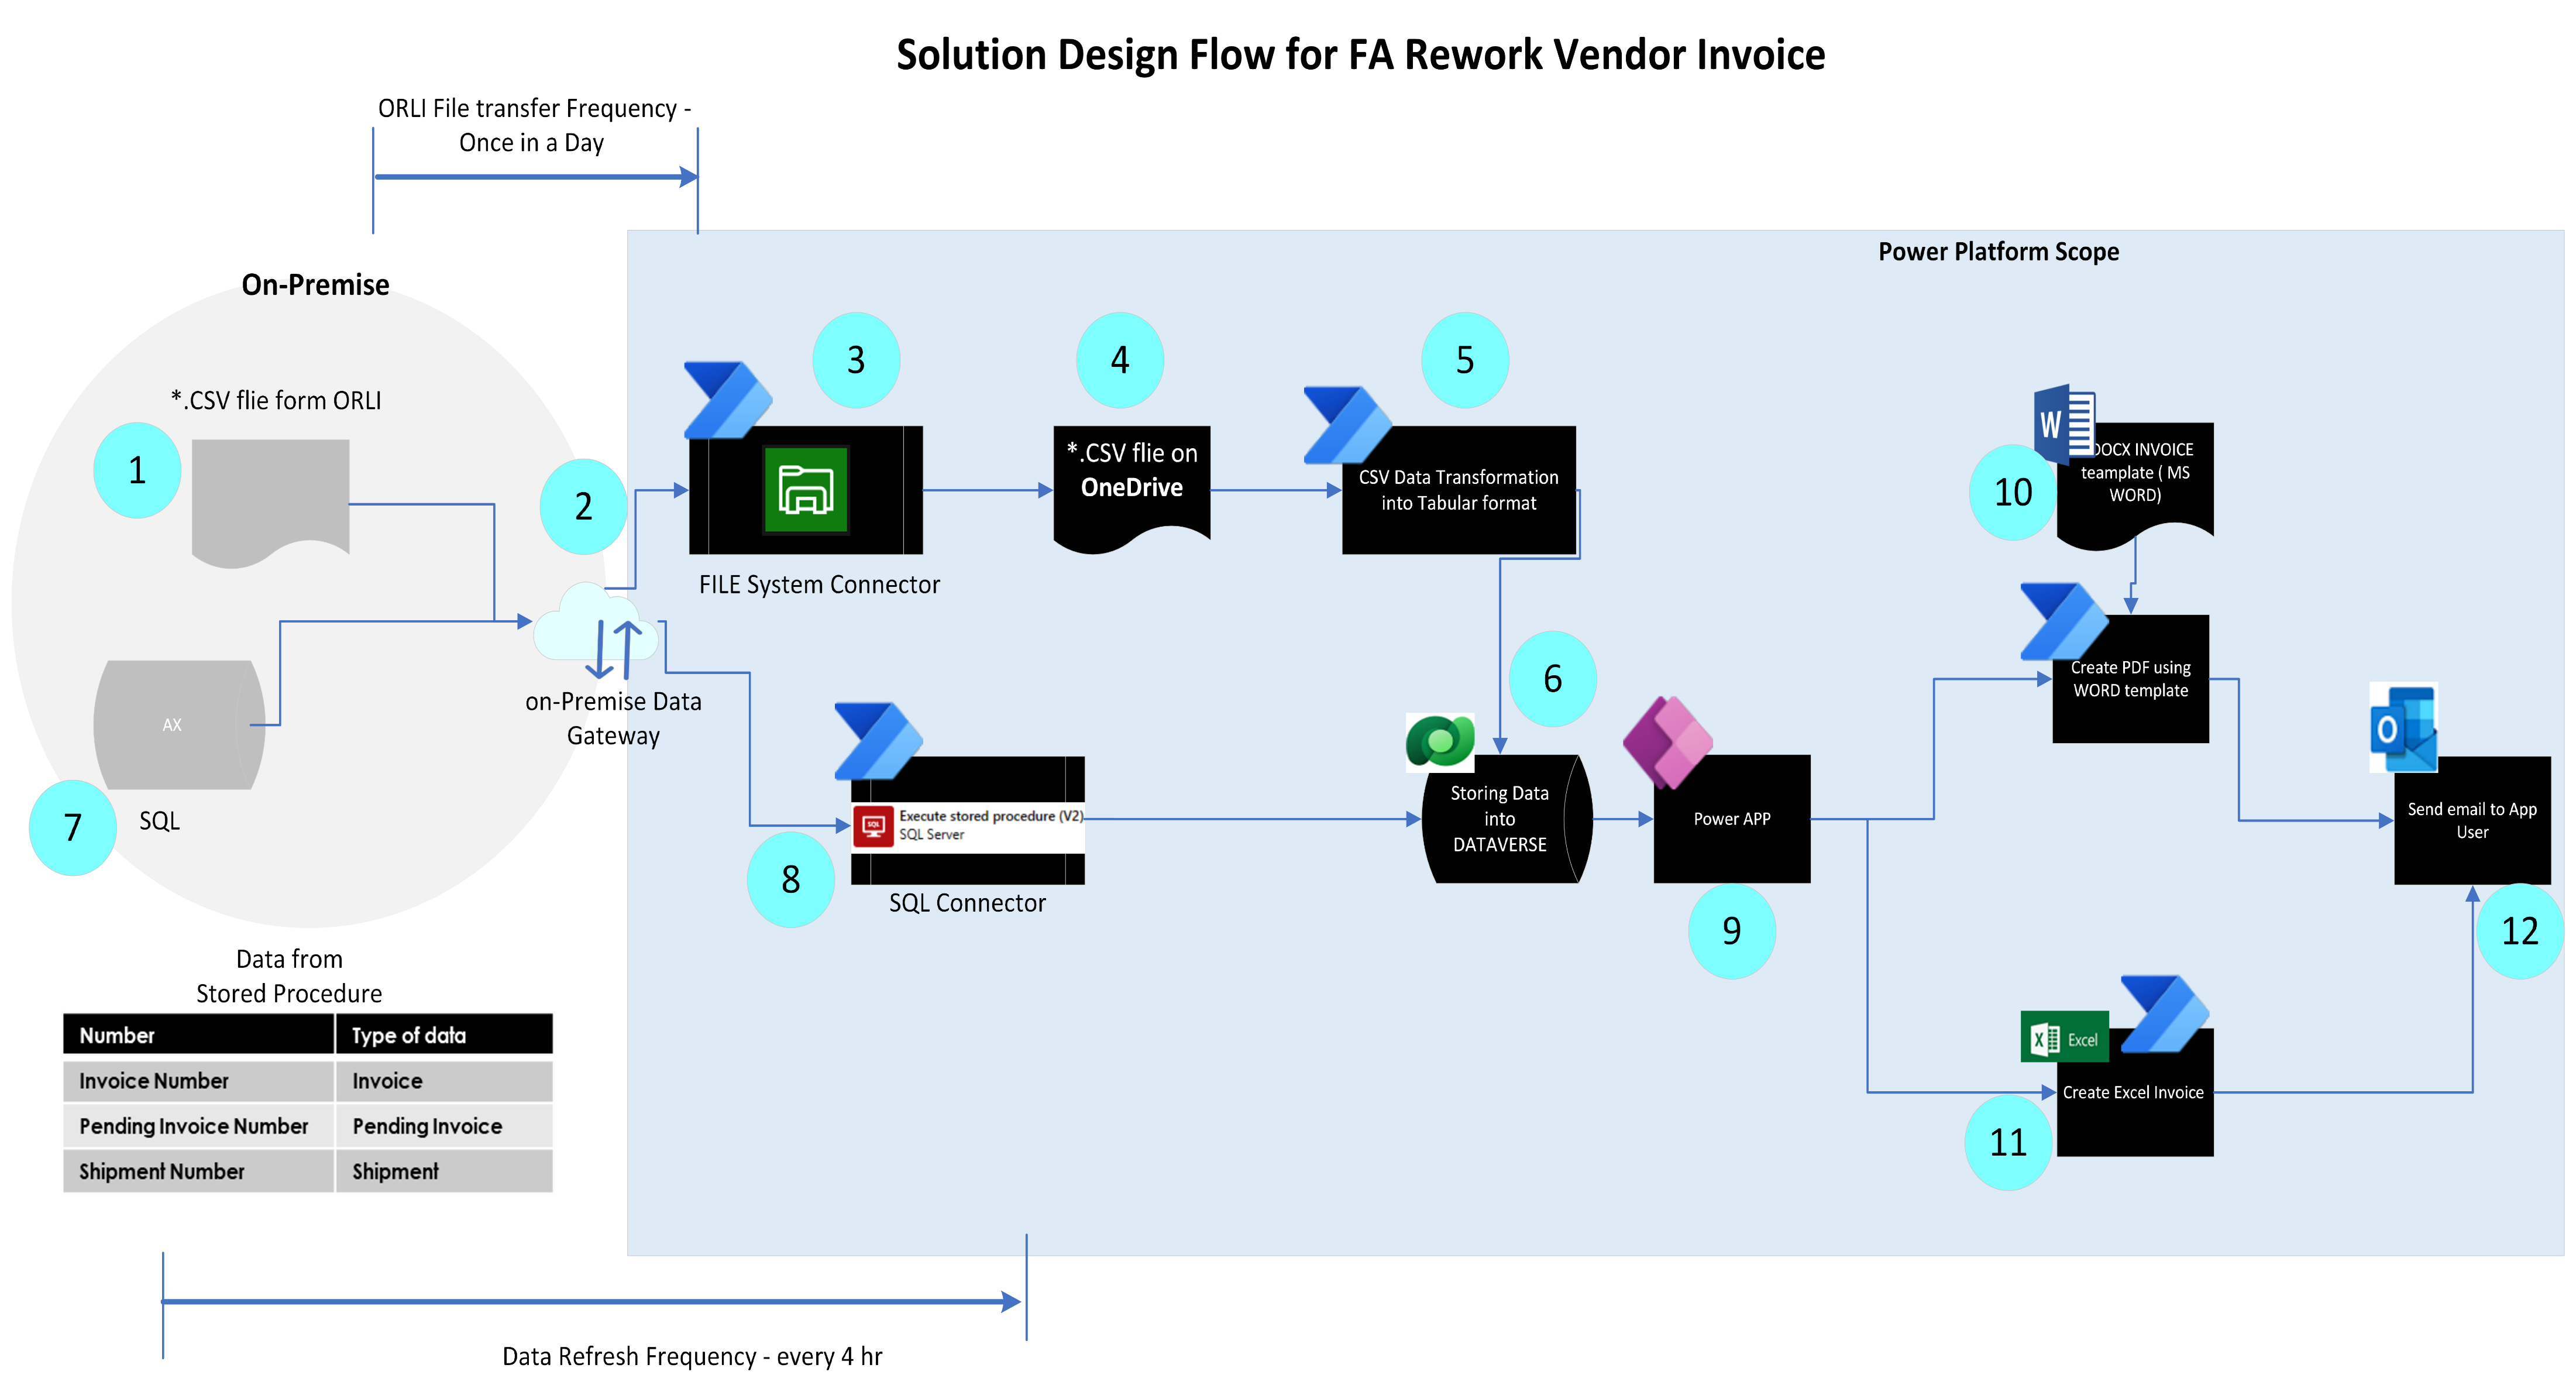 Solution Design Flow for FA Rework Vendor Invoice
ORLI File transfer Frequency -
Once in a Day
Power Platform Scope
On-Premise
*.CSV flie form ORLI
1
2
3
4
5
FILE System Connector
*.CSV flie on
OneDrive
CSV Data Transformation
into Tabular format
W
10
DOCX INVOICE
teamplate ( MS
WORD)
on-Premise Data
Gateway
AX
SQL
7
8
SQL
Execute stored procedure (V2)
SQL Server
SQL Connector
6
Storing Data
into
DATAVERSE
Power APP
9
Create PDF using
WORD template
O
Send email to App
User
12
X
Excel
Create Excel Invoice
11
Data from
Stored Procedure
Number Type of data
Invoice Number Invoice
Pending Invoice Number Pending Invoice
Shipment Number Shipment
Data Refresh Frequency - every 4 hr